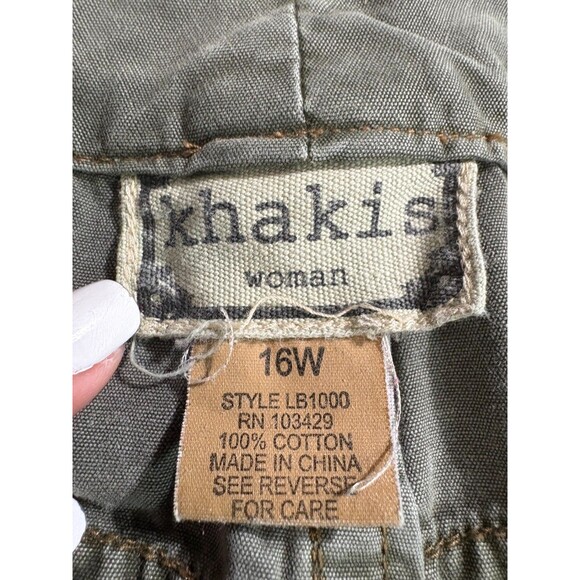 khakis
woman
16W
STYLE LB1000
RN 103429
100% COTTON
MADE IN CHINA
SEE REVERSE
FOR CARE